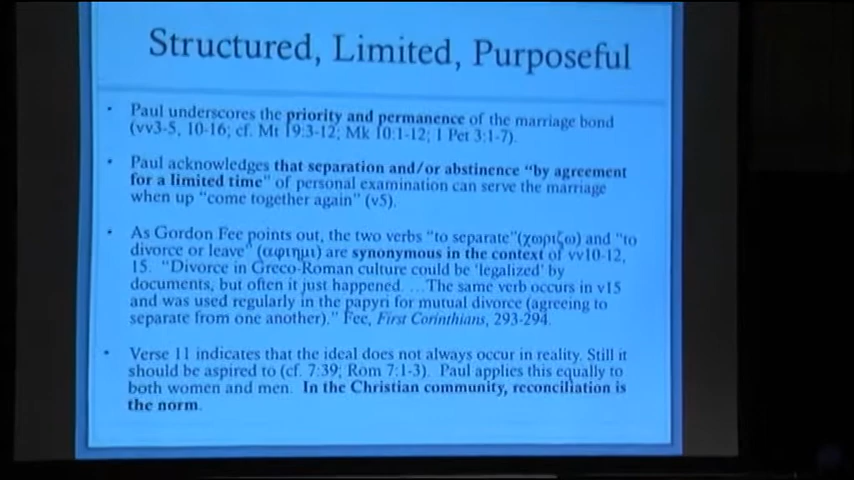 Structured, Limited, Purposeful
• Paul underscores the priority and permanence of the marriage bond
(vv3-5, 10-16; cf. Mt 19:3-12; Mk 10:1-12; 1 Pet 3:1-7).
• Paul acknowledges that separation and/or abstinence "by agreement
for a limited time" of personal examination can serve the marriage
when up "come together again" (v5).
• As Gordon Fee points out, the two verbs "to separate"(χωριζω) and "to
divorce or leave" (αφιημι) are synonymous in the context of vv10-12,
15. "Divorce in Greco-Roman culture could be 'legalized' by
documents, but often it just happened. …The same verb occurs in v15
and was used regularly in the papyri for mutual divorce (agreeing to
separate from one another)." Fee, First Corinthians, 293-294.
• Verse 11 indicates that the ideal does not always occur in reality. Still it
should be aspired to (cf. 7:39; Rom 7:1-3). Paul applies this equally to
both women and men. In the Christian community, reconciliation is
the norm.